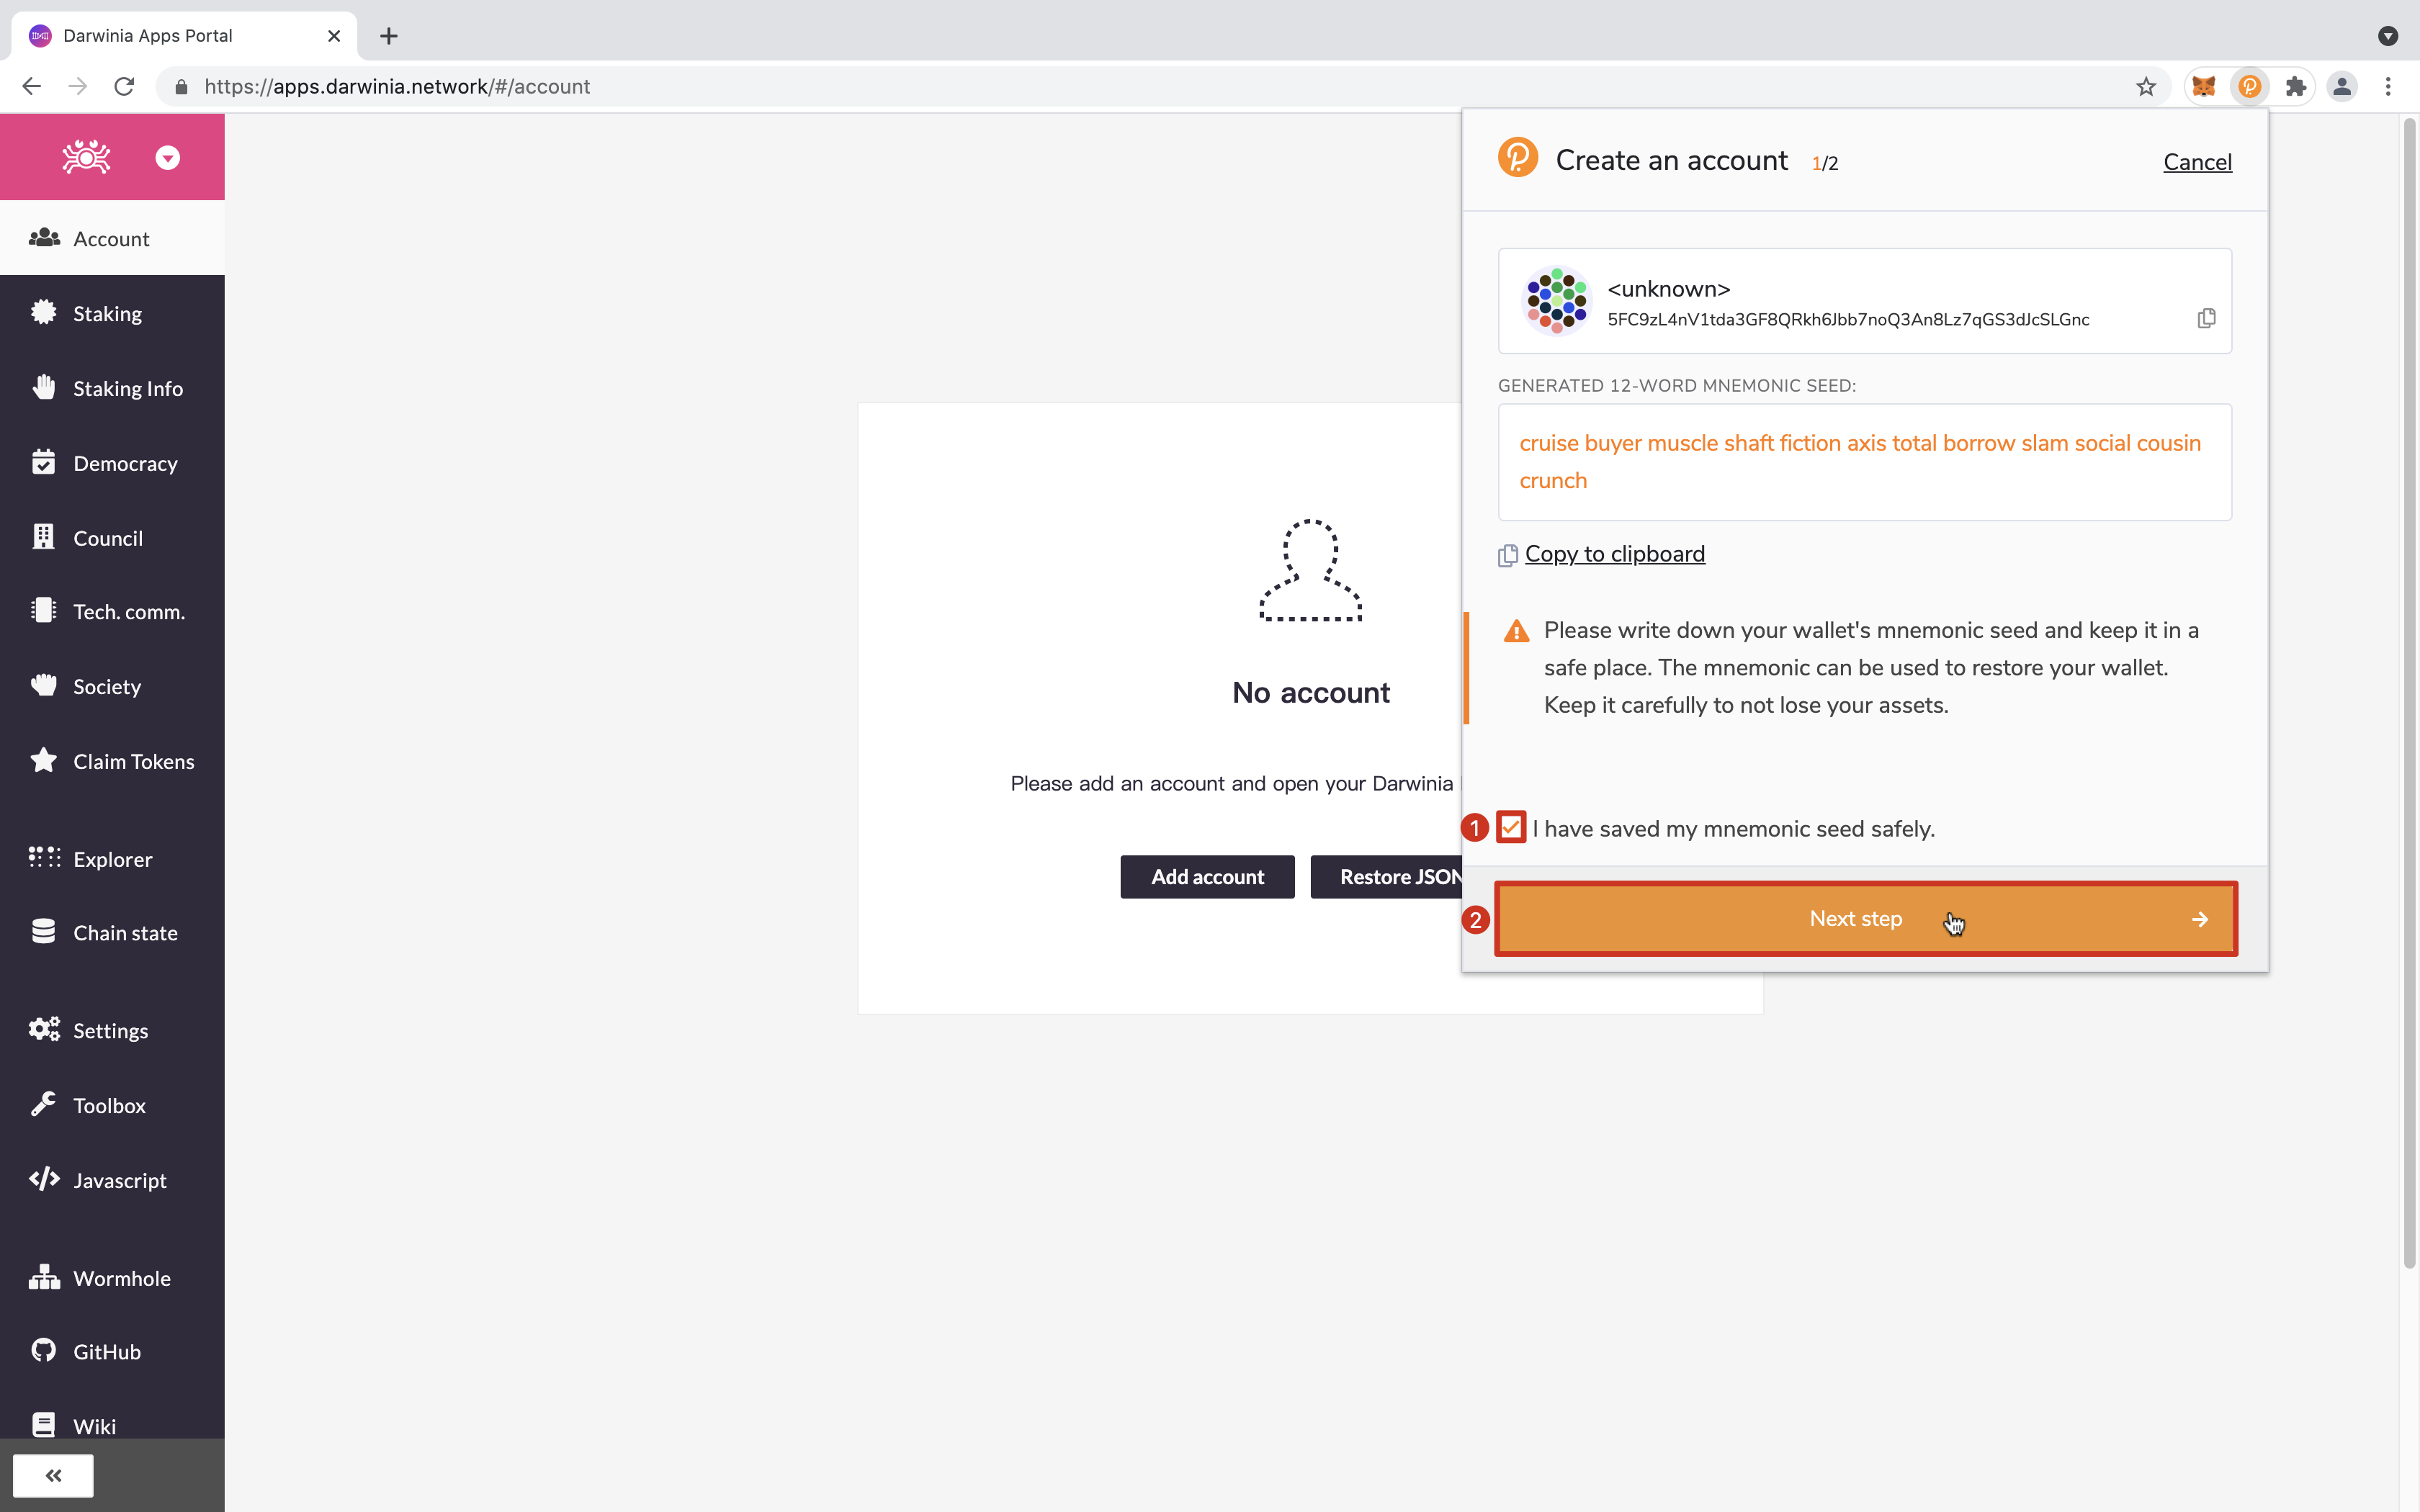 Darwinia Apps Portal
https://apps.darwinia.network/#/account
Account
Staking
Staking Info
Democracy
Council
Tech. comm.
Society
Claim Tokens
Explorer
Chain state
Settings
Toolbox
Javascript
Wormhole
GitHub
Wiki
No account
Please add an account and open your Darwinia
Add account
Restore JSON
Create an account 1/2
Cancel
<unknown>
5FC9zL4nV1tda3GF8QRkh6Jbb7noQ3An8Lz7qGS3dJcSLGnc
GENERATED 12-WORD MNEMONIC SEED:
cruise buyer muscle shaft fiction axis total borrow slam social cousin
crunch
Copy to clipboard
Please write down your wallet's mnemonic seed and keep it in a
safe place. The mnemonic can be used to restore your wallet.
Keep it carefully to not lose your assets.
1 I have saved my mnemonic seed safely.
2 Next step